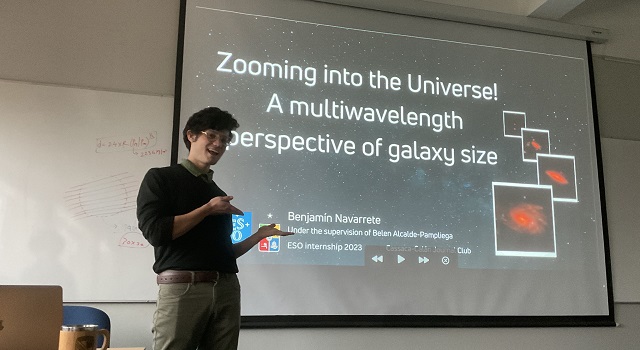 Zooming into the Universe!
A multiwavelength
perspective of galaxy size
Benjamín Navarrete
Under the supervision of Belen Alcalde-Pampliega
ESO internship 2023
Club